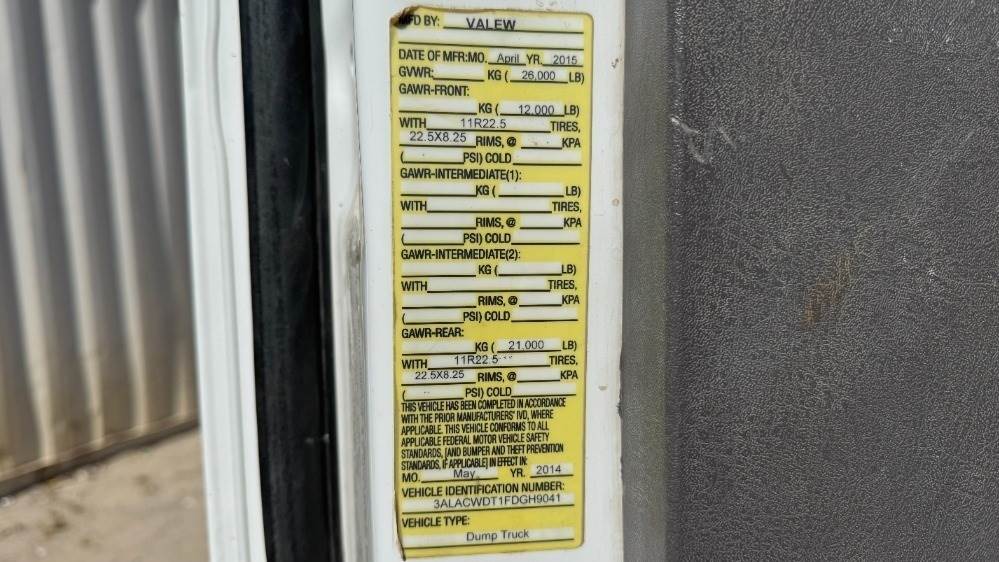 MFD BY: VALEW
DATE OF MFR:MO. April YR. 2015
GVWR: KG ( 26,000 LB)
GAWR-FRONT:
KG ( 12,000 LB)
WITH 11R22.5 TIRES,
22.5X8.25 RIMS, @ KPA
( PSI) COLD
GAWR-INTERMEDIATE(1):
KG ( LB)
WITH TIRES,
RIMS, @ KPA
( PSI) COLD
GAWR-INTERMEDIATE(2):
KG ( LB)
WITH TIRES,
RIMS, @ KPA
( PSI) COLD
GAWR-REAR:
KG ( 21,000 LB)
WITH 11R22.5 TIRES,
22.5X8.25 RIMS, @ KPA
( PSI) COLD
THIS VEHICLE HAS BEEN COMPLETED IN ACCORDANCE
WITH THE PRIOR MANUFACTURERS' IVD, WHERE
APPLICABLE. THIS VEHICLE CONFORMS TO ALL
APPLICABLE FEDERAL MOTOR VEHICLE SAFETY
STANDARDS, [AND BUMPER AND THEFT PREVENTION
STANDARDS, IF APPLICABLE] IN EFFECT IN:
MO. May YR. 2014
VEHICLE IDENTIFICATION NUMBER:
3ALACWDT1FDGH9041
VEHICLE TYPE:
Dump Truck